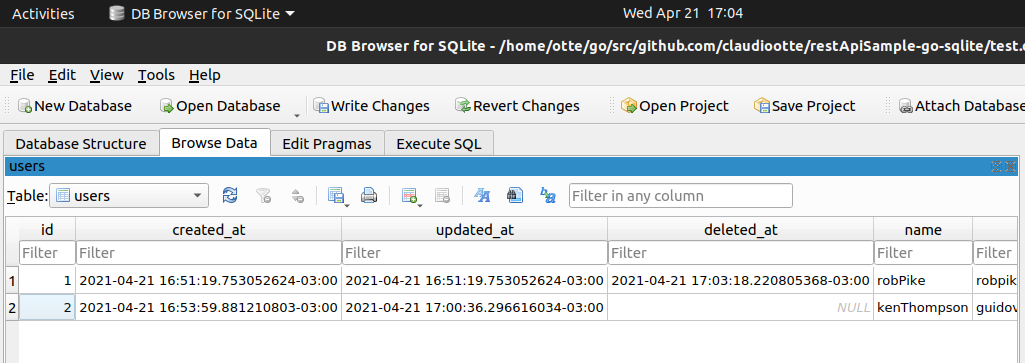 Activities DB Browser for SQLite Wed Apr 21 17:04
DB Browser for SQLite - /home/otte/go/src/github.com/claudiootte/restApiSample-go-sqlite/test.
File Edit View Tools Help
New Database Open Database Write Changes Revert Changes Open Project Save Project Attach Database
Database Structure Browse Data Edit Pragmas Execute SQL
users
Table: users Filter in any column
id created_at updated_at deleted_at name
Filter Filter Filter Filter Filter Filter
1 1 2021-04-21 16:51:19.753052624-03:00 2021-04-21 16:51:19.753052624-03:00 2021-04-21 17:03:18.220805368-03:00 robPike robpik
2 2 2021-04-21 16:53:59.881210803-03:00 2021-04-21 17:00:36.296616034-03:00 NULL kenThompson guidov